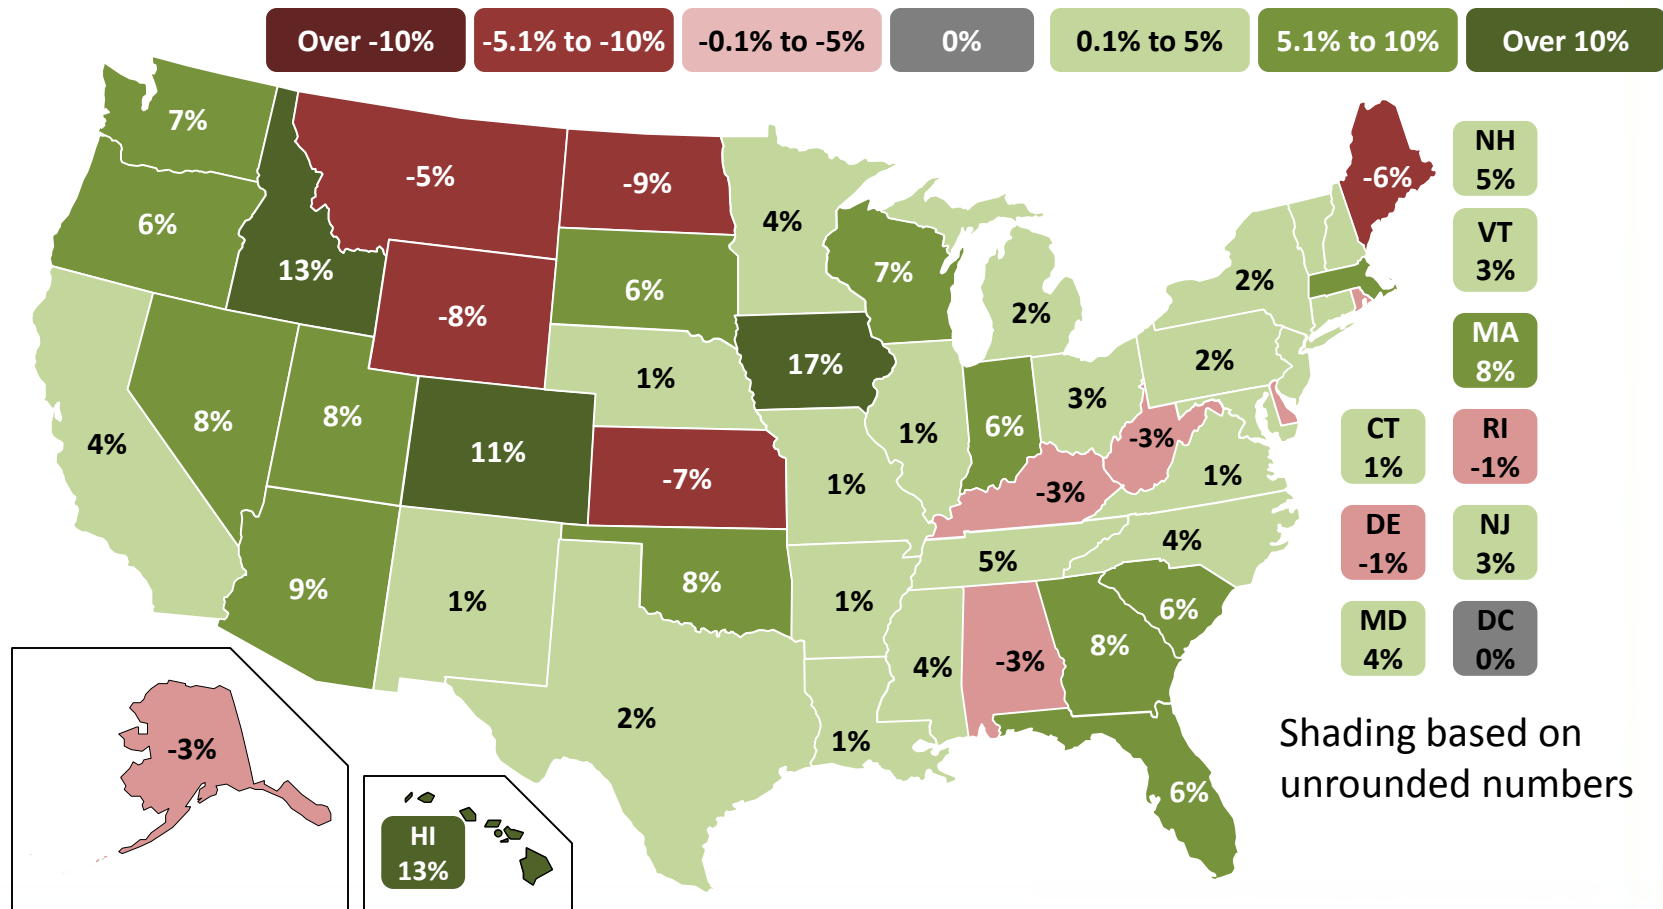 Over -10%
-5.1% to -10%
-0.1% to -5%
0%
0.1% to 5%
5.1% to 10%
Over 10%
7%
-5%
-9%
4%
-6%
NH
5%
6%
13%
-8%
6%
7%
2%
2%
VT
3%
17%
1%
2%
MA
8%
4%
8%
8%
11%
-7%
1%
1%
6%
3%
-3%
-3%
1%
CT
1%
RI
-1%
9%
1%
8%
1%
5%
4%
DE
-1%
NJ
3%
2%
1%
4%
-3%
8%
6%
MD
4%
DC
0%
6%
Shading based on
unrounded numbers
-3%
HI
13%